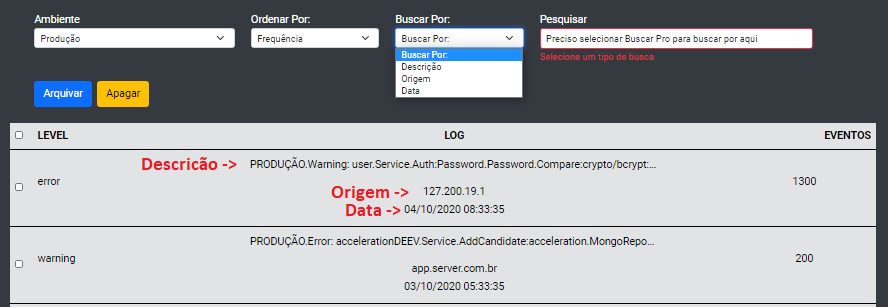 Ambiente Ordenar Por: Buscar Por: Pesquisar
Produção Frequência Buscar Por: Preciso selecionar Buscar Pro para buscar por aqui
Buscar Por: Selecione um tipo de busca
Descrição
Origem
Data
Arquivar Apagar
LEVEL LOG EVENTOS
Descricão -> PRODUÇÃO.Warning: user.Service.Auth:Password.Password.Compare:crypto/bcrypt:...
error 1300
Origem -> 127.200.19.1
Data -> 04/10/2020 08:33:35
PRODUÇÃO.Error: accelerationDEEV.Service.AddCandidate:acceleration.MongoRepo...
warning 200
app.server.com.br
03/10/2020 05:33:35